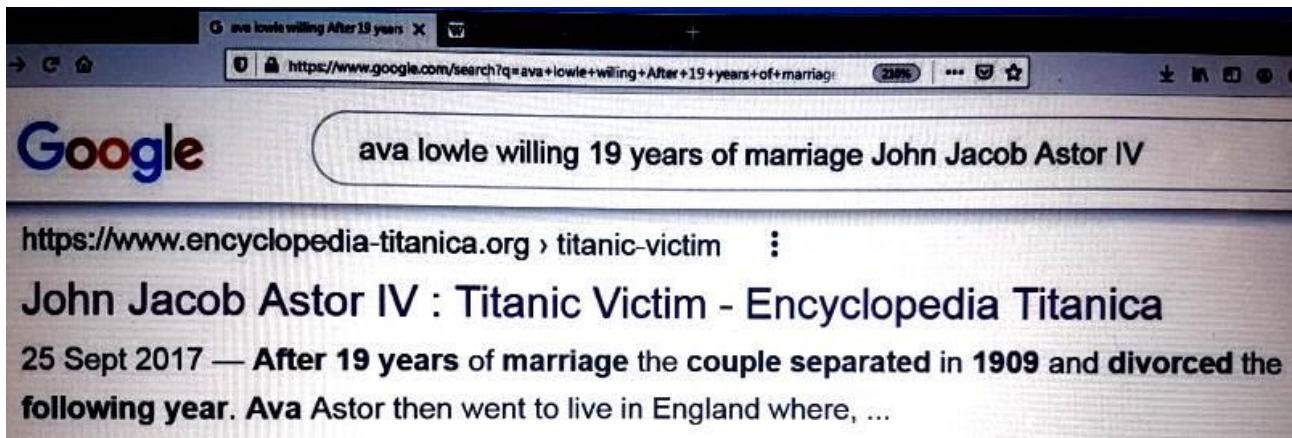 ava lowle willing After 19 years
https://www.google.com/search?q=ava+lowle+willing+After+19+years+of+marriage
230%
Google
ava lowle willing 19 years of marriage John Jacob Astor IV
https://www.encyclopedia-titanica.org › titanic-victim
John Jacob Astor IV : Titanic Victim - Encyclopedia Titanica
25 Sept 2017 — After 19 years of marriage the couple separated in 1909 and divorced the
following year. Ava Astor then went to live in England where, ...